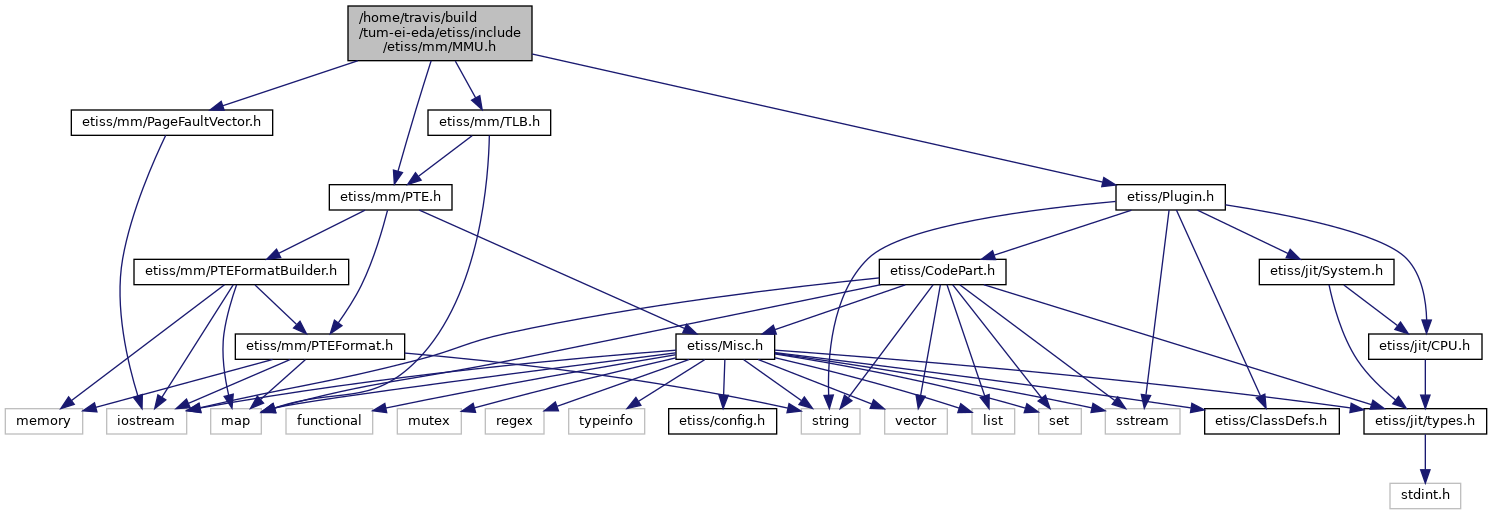 /home/travis/build
/tum-ei-eda/etiss/include
/etiss/mm/MMU.h
etiss/mm/PageFaultVector.h
etiss/mm/TLB.h
etiss/mm/PTE.h
etiss/Plugin.h
etiss/mm/PTEFormatBuilder.h
etiss/CodePart.h
etiss/jit/System.h
etiss/mm/PTEFormat.h
etiss/Misc.h
etiss/jit/CPU.h
memory
iostream
map
functional
mutex
regex
typeinfo
etiss/config.h
string
vector
list
set
sstream
etiss/ClassDefs.h
etiss/jit/types.h
stdint.h